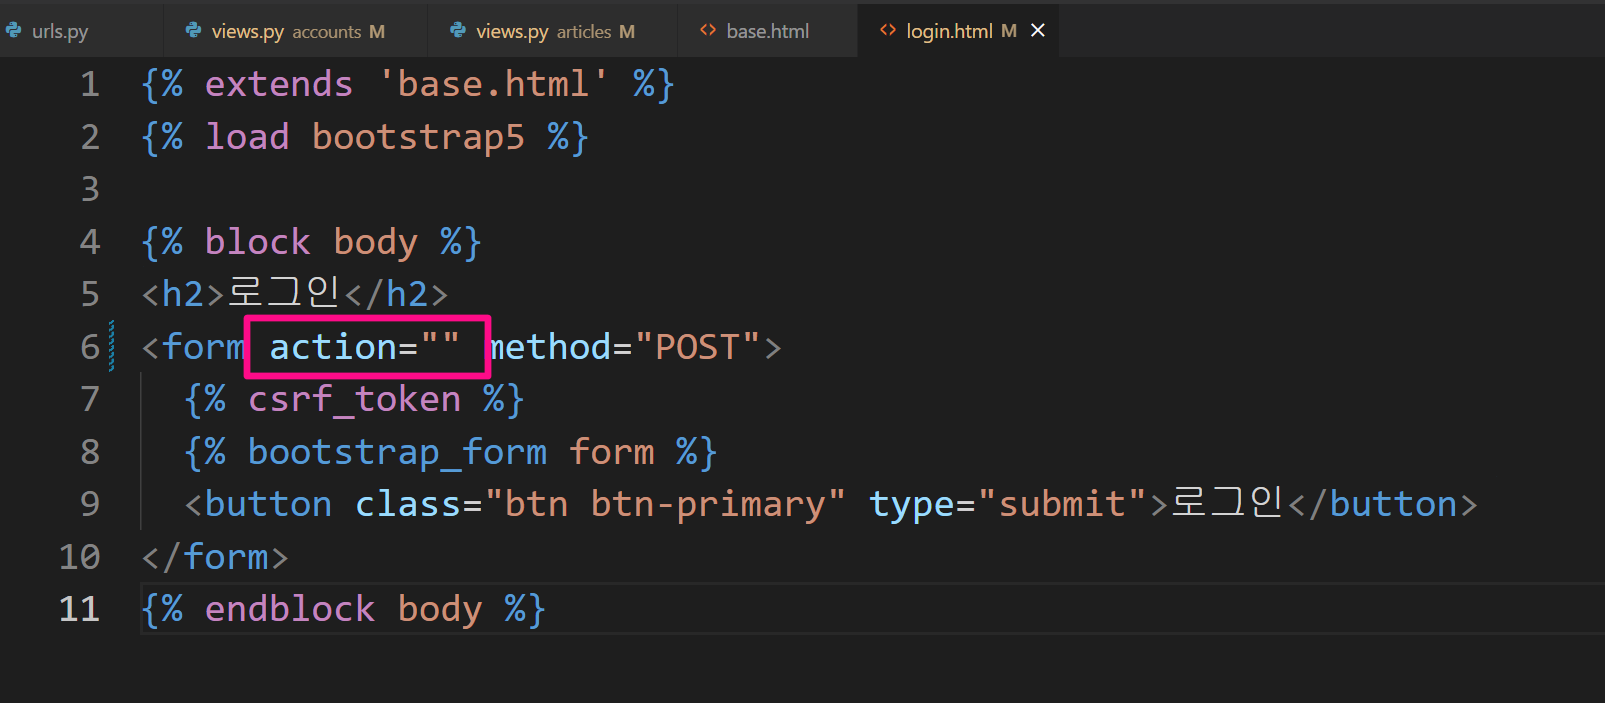 urls.py views.py accounts M views.py articles M base.html login.html M
1 {% extends 'base.html' %}
2 {% load bootstrap5 %}
3
4 {% block body %}
5 <h2>로그인</h2>
6 <form action="" method="POST">
7 {% csrf_token %}
8 {% bootstrap_form form %}
9 <button class="btn btn-primary" type="submit">로그인</button>
10 </form>
11 {% endblock body %}